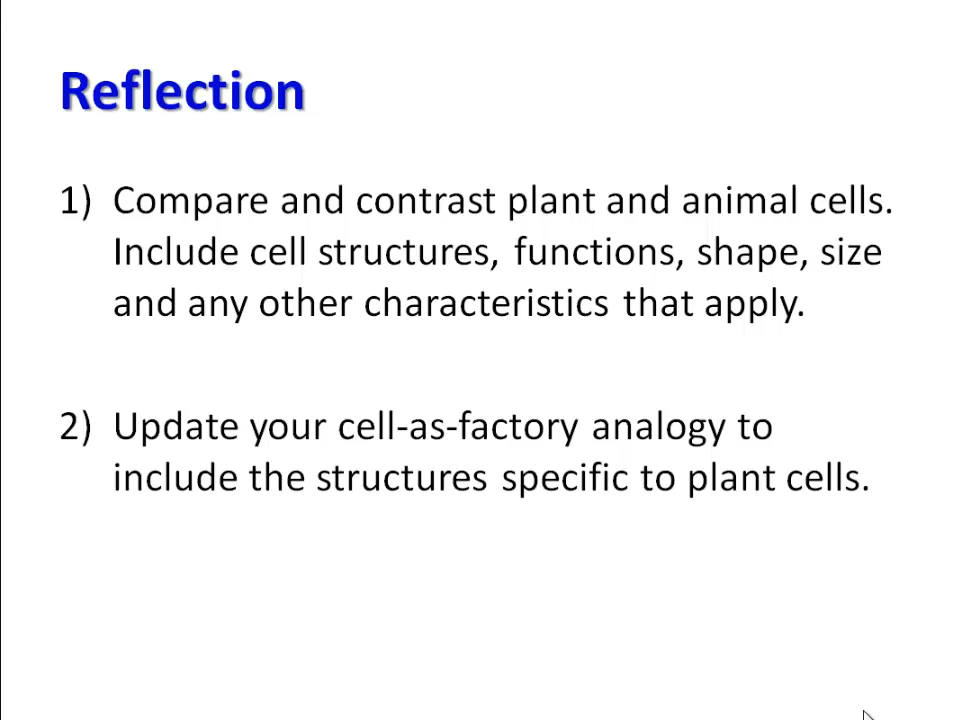 Reflection
1) Compare and contrast plant and animal cells.
Include cell structures, functions, shape, size
and any other characteristics that apply.
2) Update your cell-as-factory analogy to
include the structures specific to plant cells.